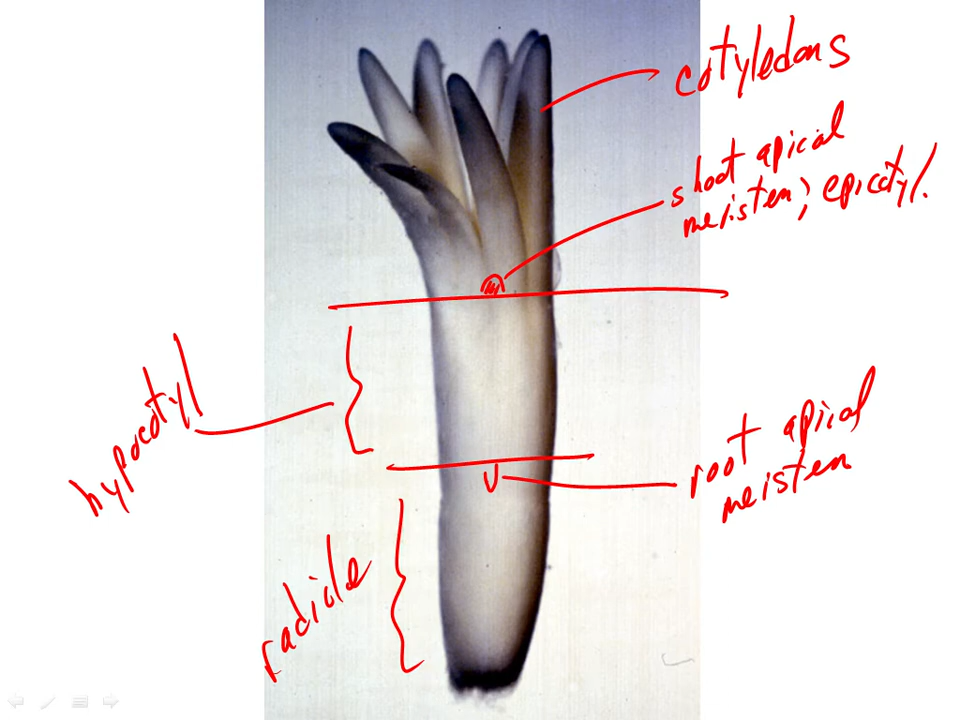 cotyledons
shoot apical
meristem; epicotyl.
hypocotyl
root apical
meristem
radicle